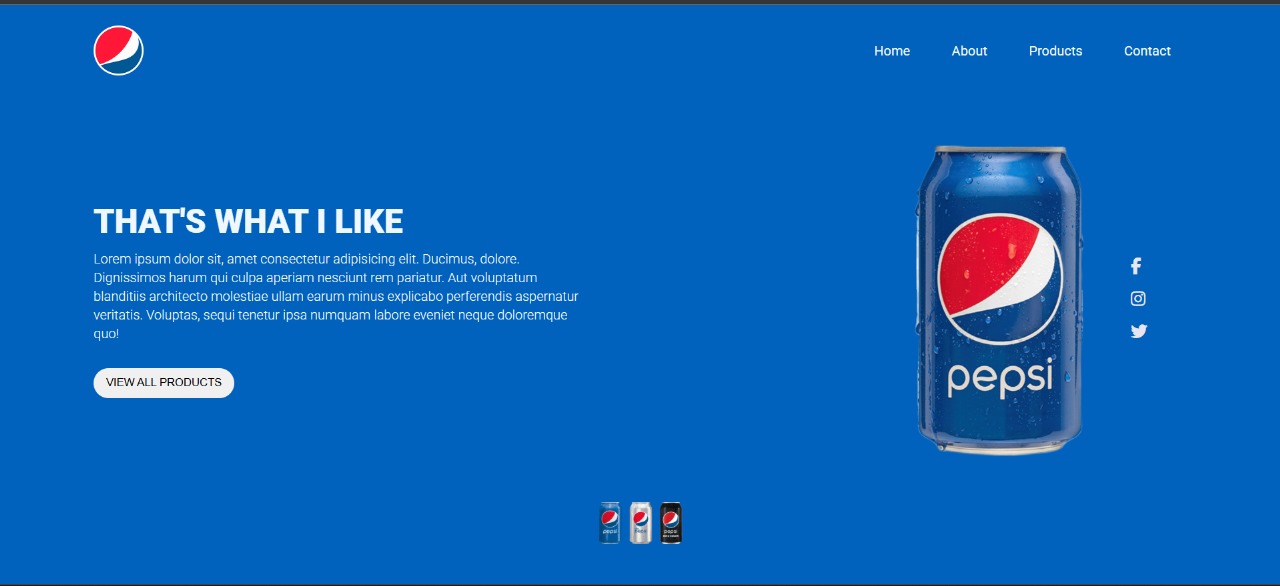 Home About Products Contact
THAT'S WHAT I LIKE
Lorem ipsum dolor sit, amet consectetur adipisicing elit. Ducimus, dolore.
Dignissimos harum qui culpa aperiam nesciunt rem pariatur. Aut voluptatum
blanditiis architecto molestiae ullam earum minus explicabo perferendis aspernatur
veritatis. Voluptas, sequi tenetur ipsa numquam labore eveniet neque doloremque
quo!
VIEW ALL PRODUCTS
pepsi
pepsi pepsi